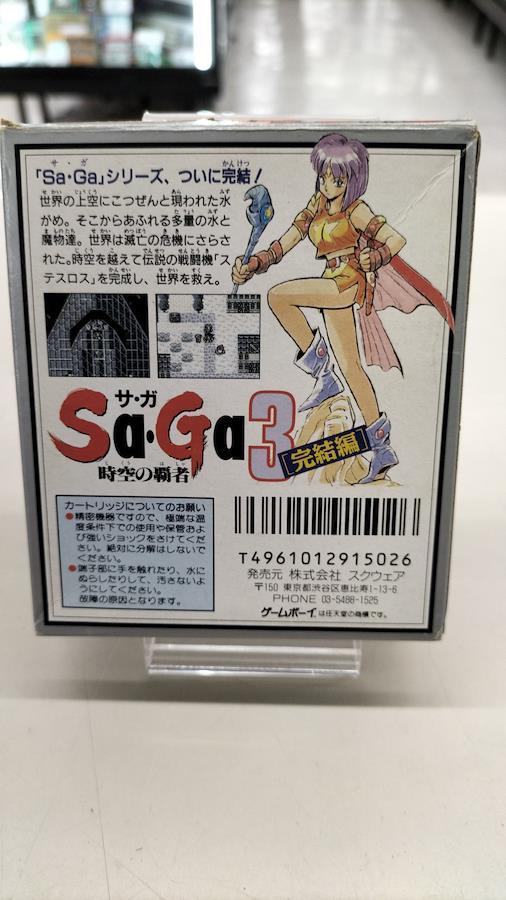 サ・ガ
「Sa・Ga」シリーズ、ついに完結！
世界の上空にこつぜんと現われた水
がめ。そこからあふれる多量の水と
魔物達。世界は滅亡の危機にさらさ
れた。時空を越えて伝説の戦闘機「ス
テスロス」を完成し、世界を救え。
サ・ガ
Sa・Ga3
時空の覇者
[完結編]
カートリッジについてのお願い
●精密機器ですので、極端な温
度条件下での使用や保管およ
び強いショックをさけてくだ
さい。絶対に分解はしないで
ください。
●端子部に手を触れたり、水に
ぬらしたりして、汚さないよ
うにしてください。
故障の原因となります。
T4961012915026
発売元 株式会社 スクウェア
〒150 東京都渋谷区恵比寿1-13-6
PHONE 03-5488-1525
ゲームボーイ は任天堂の商標です。